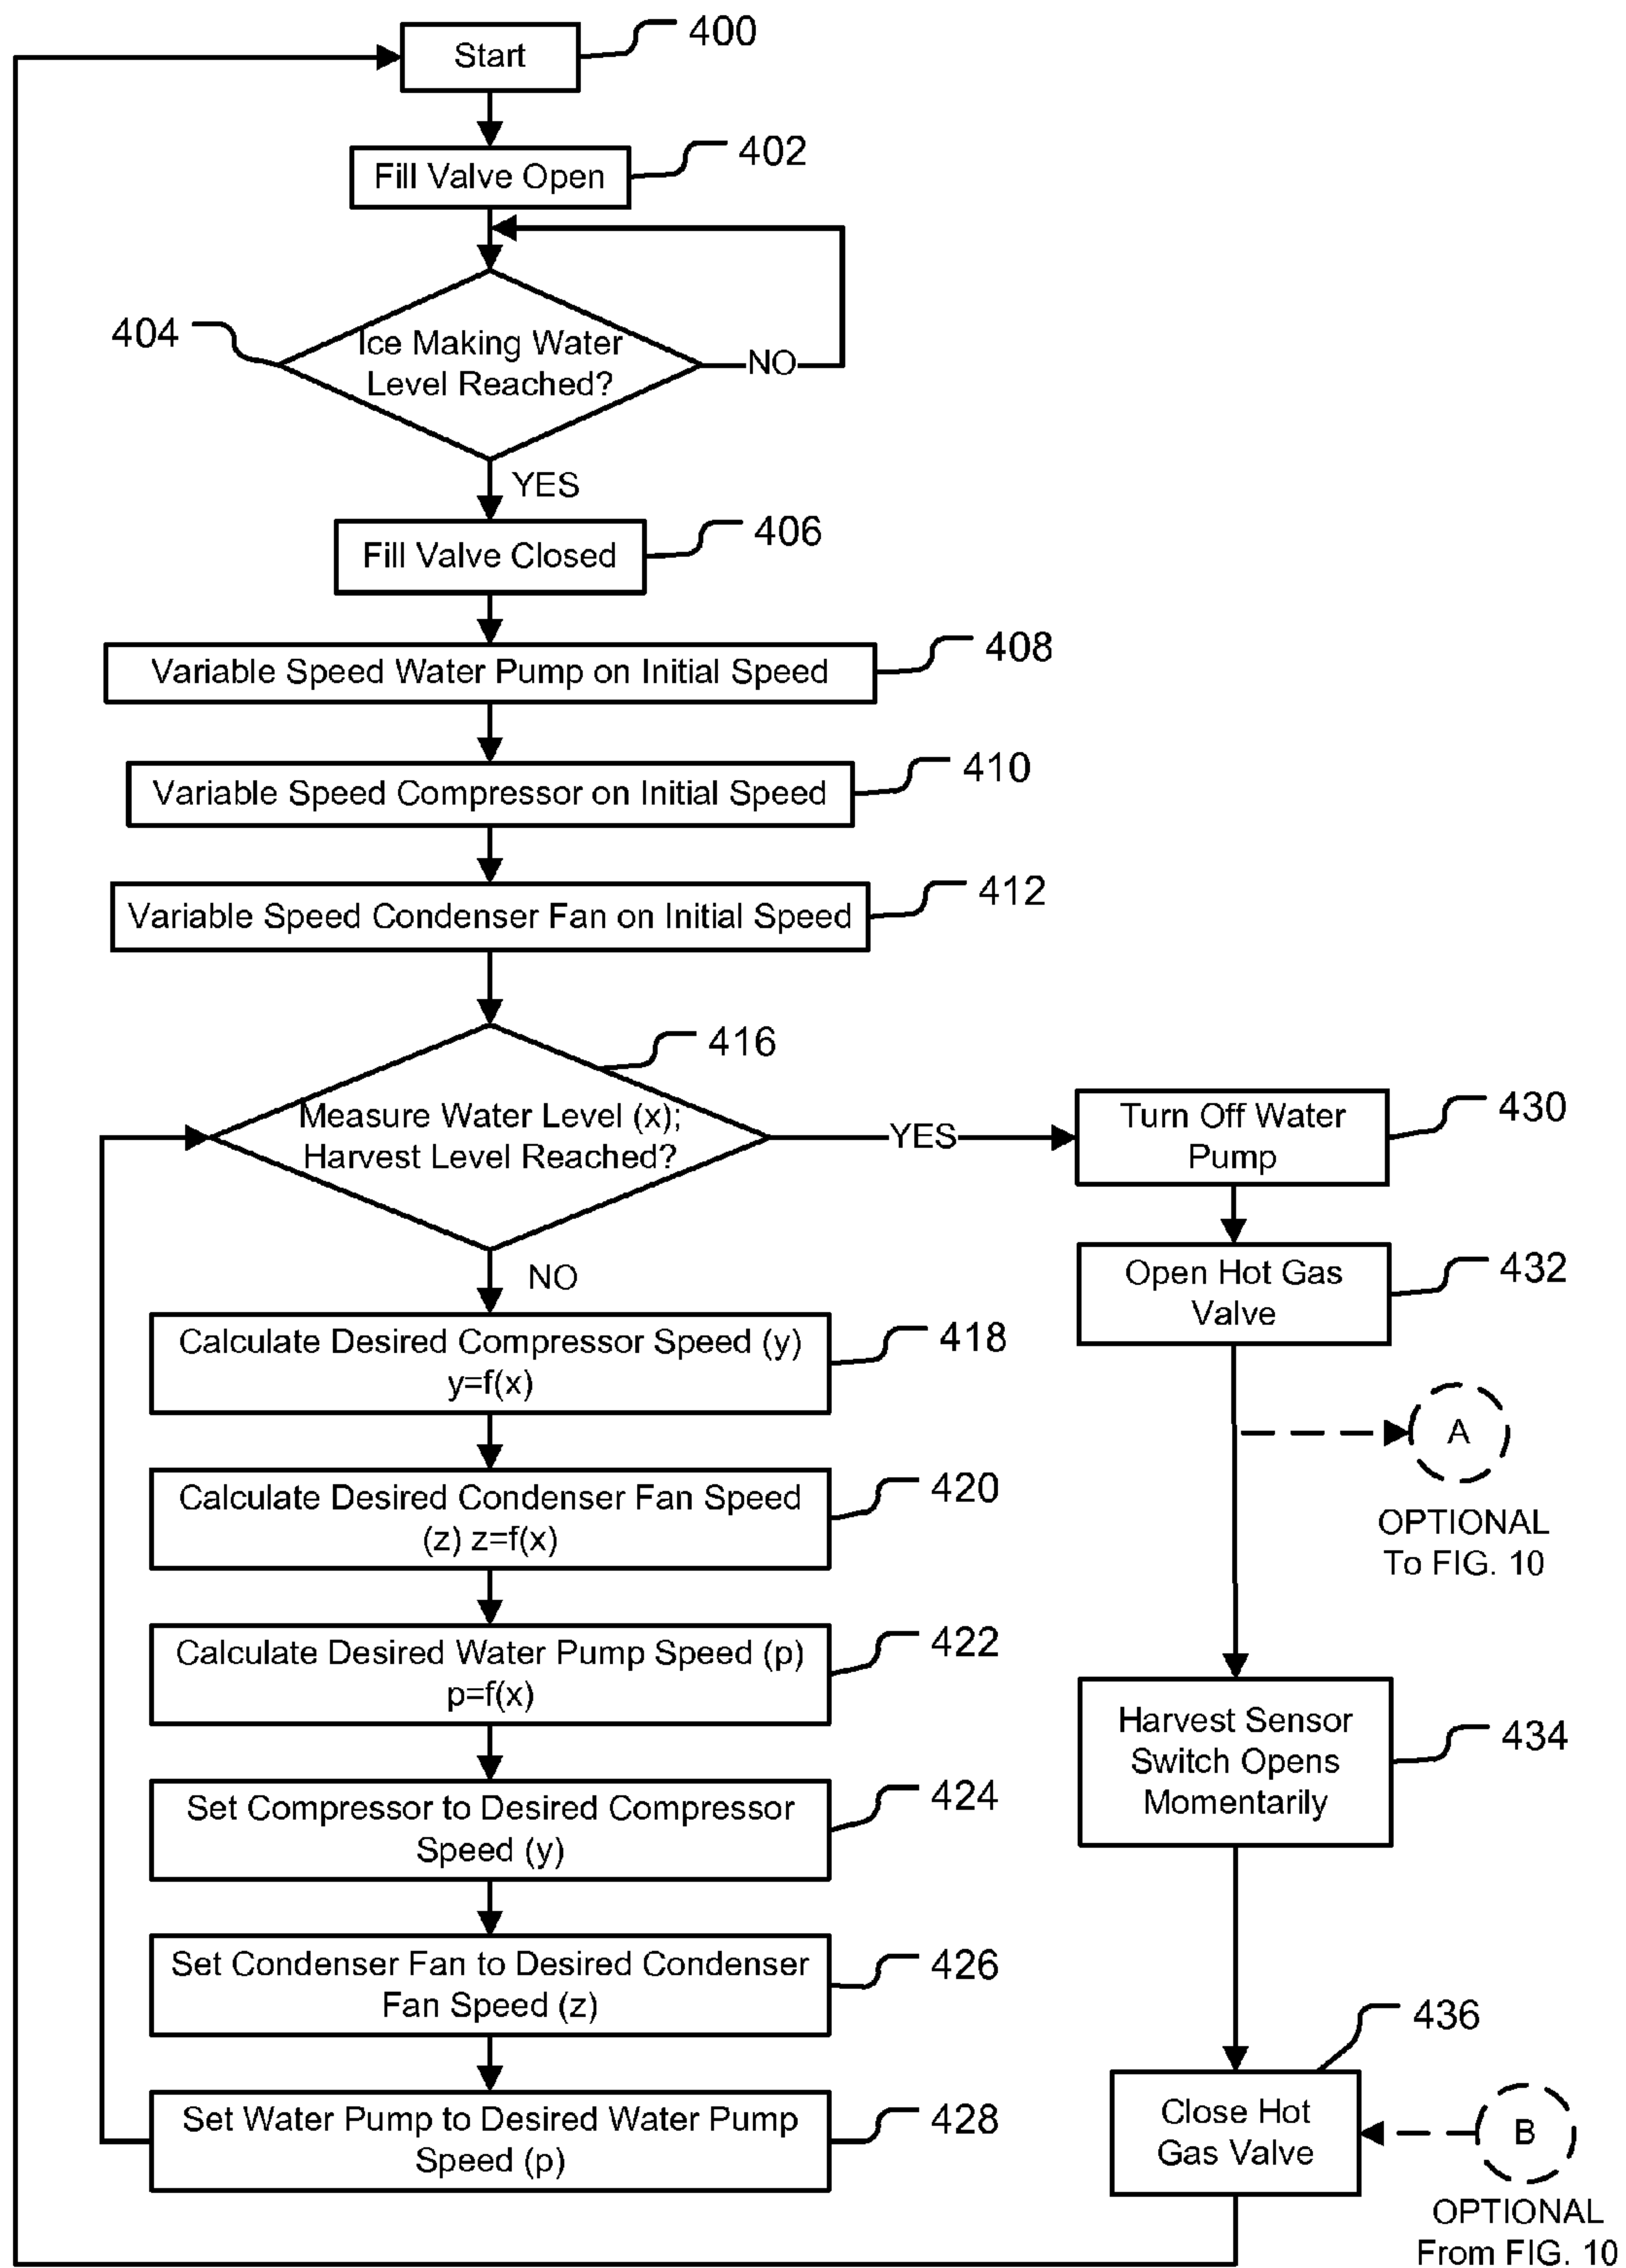 Start
400
Fill Valve Open
402
404
Ice Making Water
Level Reached?
NO
YES
Fill Valve Closed
406
Variable Speed Water Pump on Initial Speed
408
Variable Speed Compressor on Initial Speed
410
Variable Speed Condenser Fan on Initial Speed
412
416
Measure Water Level (x);
Harvest Level Reached?
YES
NO
Calculate Desired Compressor Speed (y)
y=f(x)
418
Calculate Desired Condenser Fan Speed
(z) z=f(x)
420
Calculate Desired Water Pump Speed (p)
p=f(x)
422
Set Compressor to Desired Compressor
Speed (y)
424
Set Condenser Fan to Desired Condenser
Fan Speed (z)
426
Set Water Pump to Desired Water Pump
Speed (p)
428
Turn Off Water
Pump
430
Open Hot Gas
Valve
432
A
OPTIONAL
To FIG. 10
Harvest Sensor
Switch Opens
Momentarily
434
436
Close Hot
Gas Valve
B
OPTIONAL
From FIG. 10